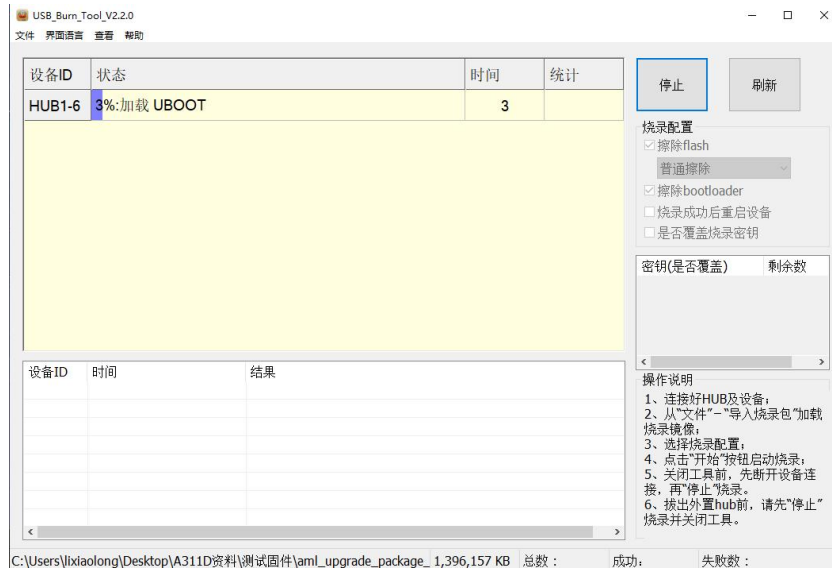 USB_Burn_Tool_V2.2.0
文件 界面语言 查看 帮助
设备ID 状态 时间 统计
HUB1-6 3%:加载 UBOOT 3
停止 刷新
烧录配置
擦除flash
普通擦除
擦除bootloader
烧录成功后重启设备
是否覆盖烧录密钥
密钥(是否覆盖) 剩余数
设备ID 时间 结果
操作说明
1、连接好HUB及设备;
2、从“文件”-“导入烧录包”加载
烧录镜像;
3、选择烧录配置;
4、点击“开始”按钮启动烧录;
5、关闭工具前，先断开设备连
接，再“停止”烧录。
6、拔出外置hub前，请先“停止”
烧录并关闭工具。
C:\Users\lixiaolong\Desktop\A311D资料\测试固件\aml_upgrade_package_ 1,396,157 KB 总数： 成功: 失败数：